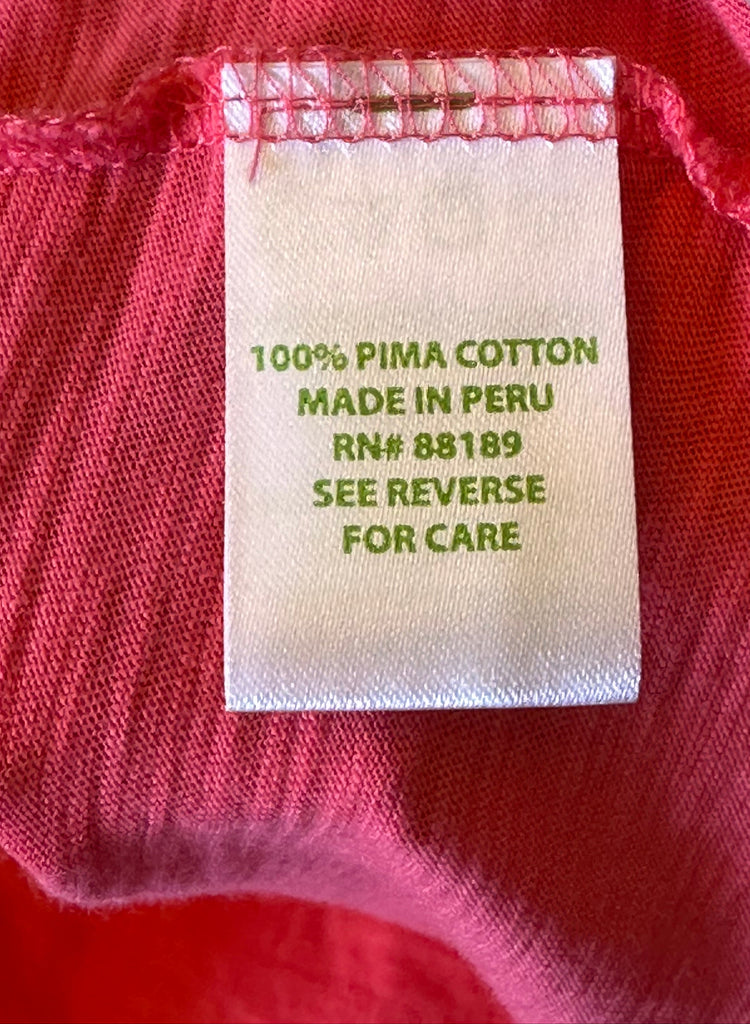 100% PIMA COTTON
MADE IN PERU
RN# 88189
SEE REVERSE
FOR CARE